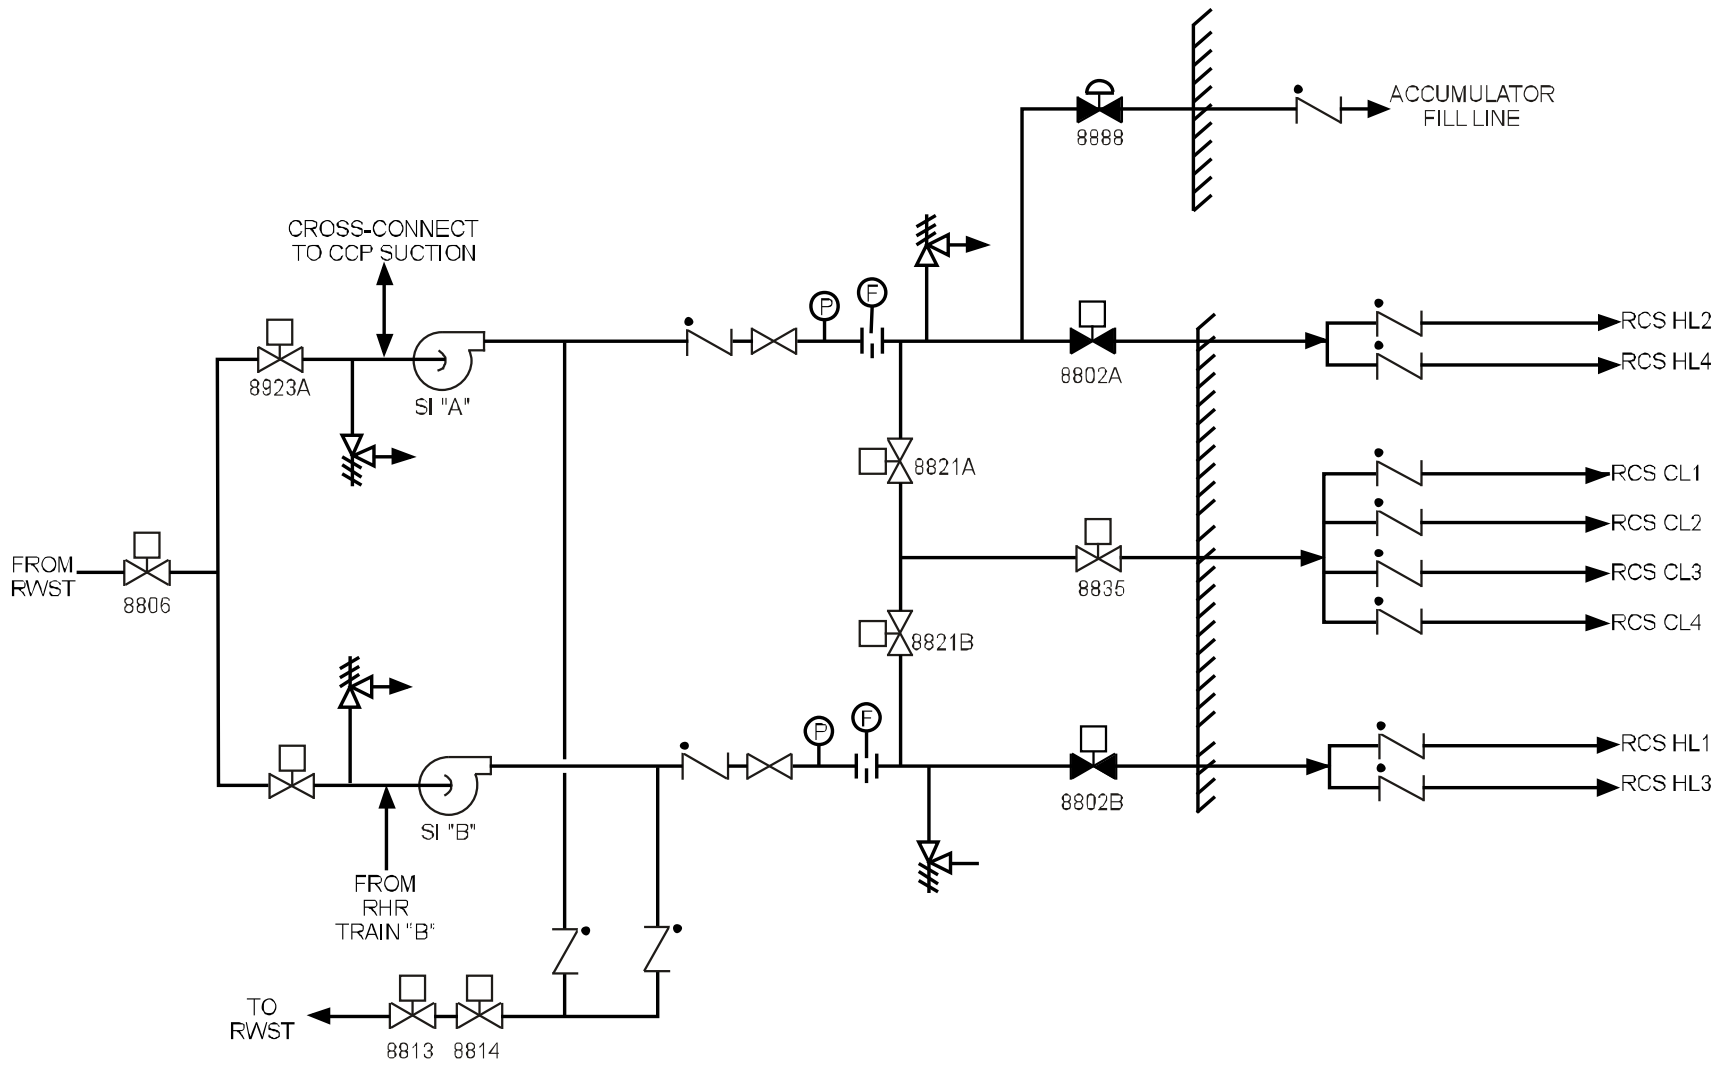 ACCUMULATOR
FILL LINE
8888
CROSS-CONNECT
TO CCP SUCTION
P
F
RCS HL2
RCS HL4
8923A
SI "A"
8802A
8821A
RCS CL1
RCS CL2
FROM
RWST
8806
8835
RCS CL3
RCS CL4
8821B
P
F
RCS HL1
RCS HL3
SI "B"
8802B
FROM
RHR
TRAIN "B"
TO
RWST
8813
8814